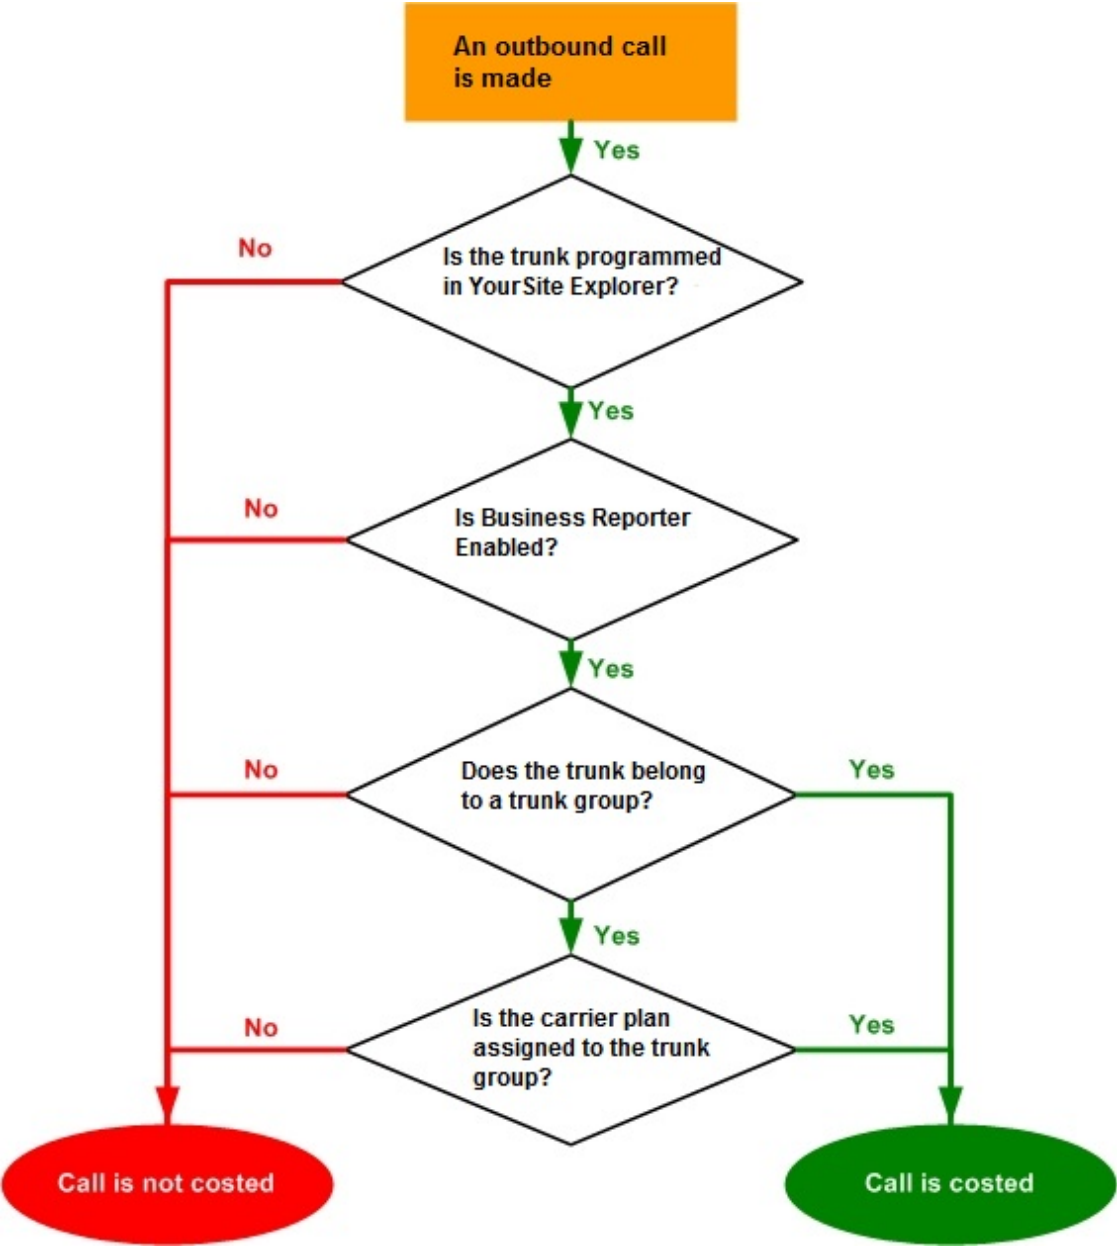 An outbound call
is made
Yes
No
Is the trunk programmed
in YourSite Explorer?
Yes
No
Is Business Reporter
Enabled?
Yes
No
Does the trunk belong
to a trunk group?
Yes
Yes
No
Is the carrier plan
assigned to the trunk
group?
Yes
Call is not costed
Call is costed